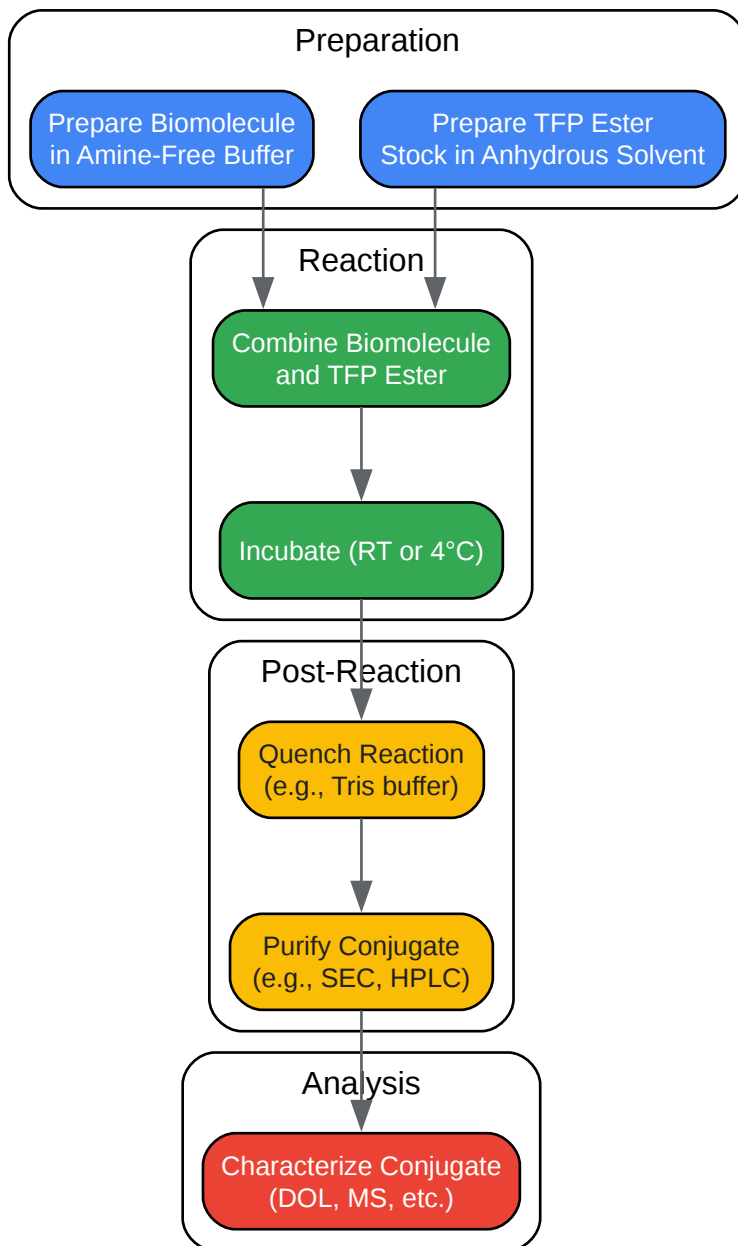 Preparation
Prepare Biomolecule
in Amine-Free Buffer
Prepare TFP Ester
Stock in Anhydrous Solvent
Reaction
Combine Biomolecule
and TFP Ester
Incubate (RT or 4°C)
Post-Reaction
Quench Reaction
(e.g., Tris buffer)
Purify Conjugate
(e.g., SEC, HPLC)
Analysis
Characterize Conjugate
(DOL, MS, etc.)